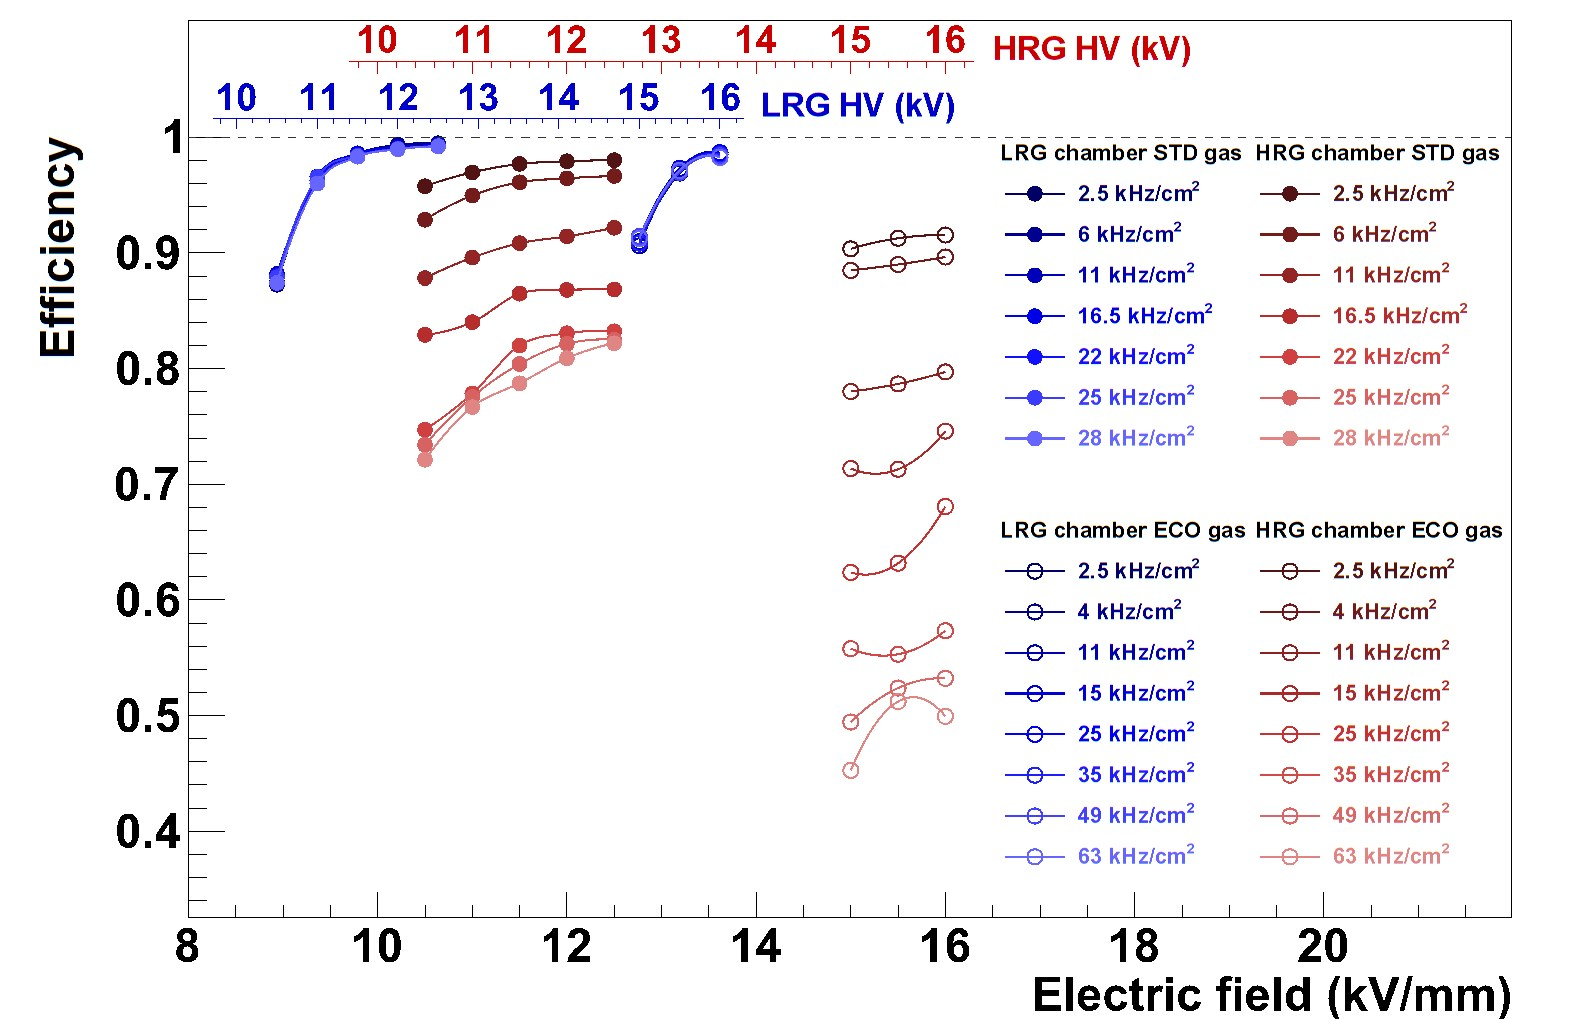 10 11 12 13 14 15 16 HRG HV (kV)
10 11 12 13 14 15 16 LRG HV (kV)
Efficiency
1
0.9
0.8
0.7
0.6
0.5
0.4
LRG chamber STD gas
2.5 kHz/cm²
6 kHz/cm²
11 kHz/cm²
16.5 kHz/cm²
22 kHz/cm²
25 kHz/cm²
28 kHz/cm²
HRG chamber STD gas
2.5 kHz/cm²
6 kHz/cm²
11 kHz/cm²
16.5 kHz/cm²
22 kHz/cm²
25 kHz/cm²
28 kHz/cm²
LRG chamber ECO gas
2.5 kHz/cm²
4 kHz/cm²
11 kHz/cm²
15 kHz/cm²
25 kHz/cm²
35 kHz/cm²
49 kHz/cm²
63 kHz/cm²
HRG chamber ECO gas
2.5 kHz/cm²
4 kHz/cm²
11 kHz/cm²
15 kHz/cm²
25 kHz/cm²
35 kHz/cm²
49 kHz/cm²
63 kHz/cm²
8 10 12 14 16 18 20
Electric field (kV/mm)